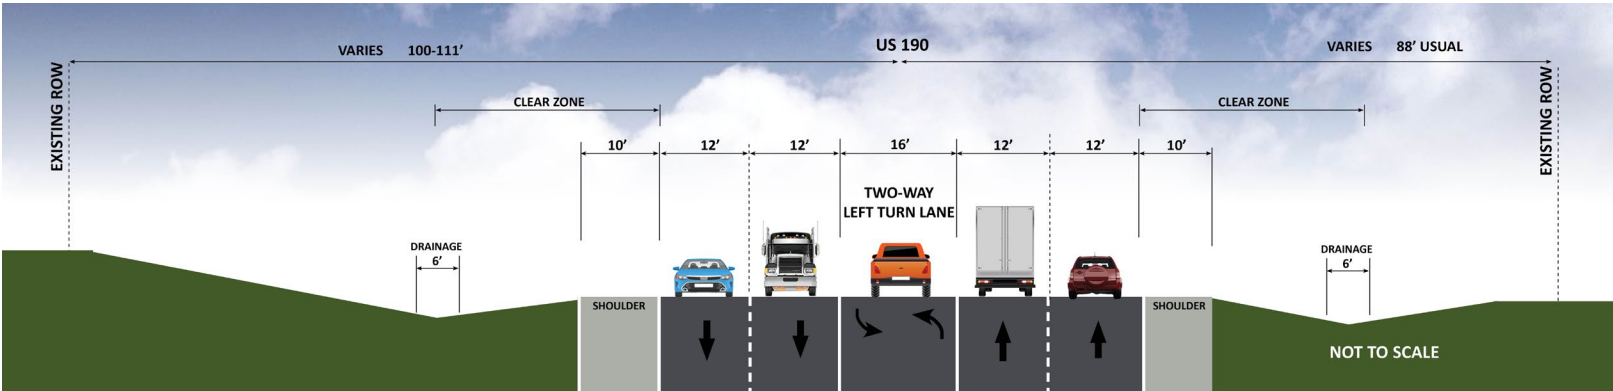 VARIES 100-111’
US 190
VARIES 88’ USUAL
EXISTING ROW
CLEAR ZONE
CLEAR ZONE
EXISTING ROW
10’
12’
12’
16’
12’
12’
10’
TWO-WAY
LEFT TURN LANE
DRAINAGE
6’
DRAINAGE
6’
SHOULDER
SHOULDER
NOT TO SCALE